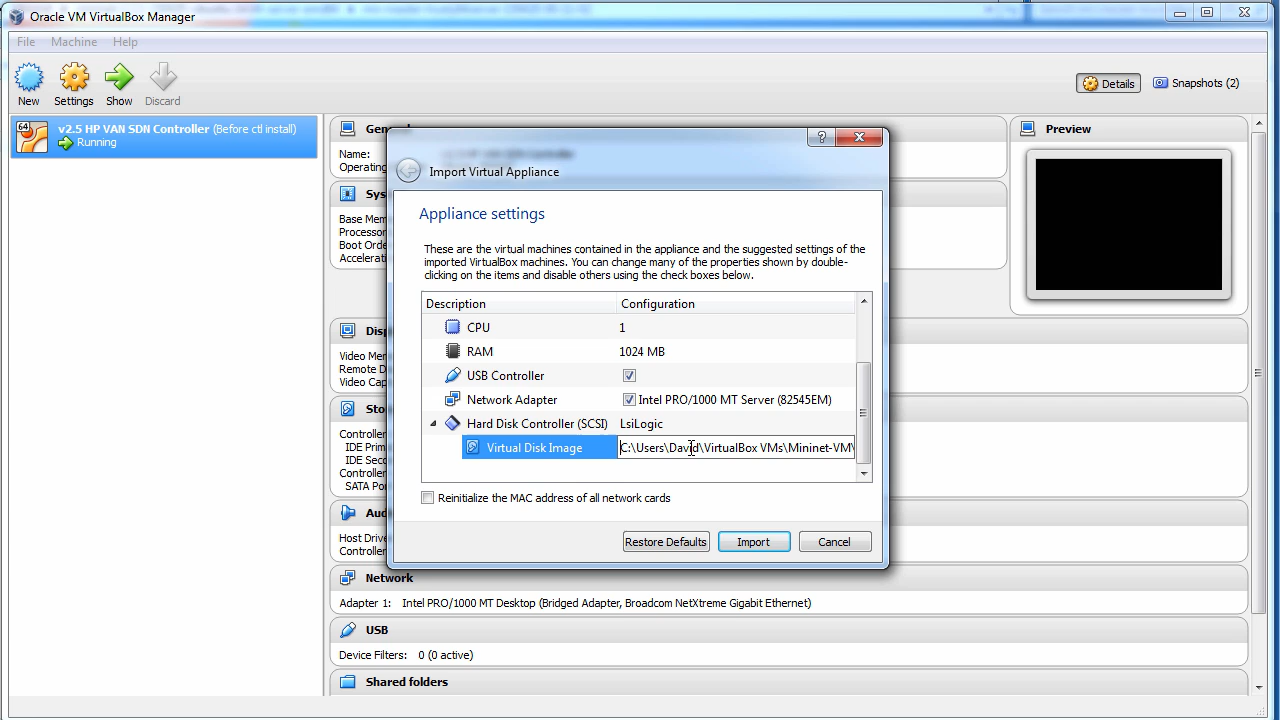 Oracle VM VirtualBox Manager
File Machine Help
New Settings Show Discard
Details Snapshots (2)
64 v2.5 HP VAN SDN Controller (Before ctl install)
Running
Name:
Operating
Base Mem
Processor
Boot Orde
Accelerati
Video Mem
Remote D
Video Cap
Controller
IDE Prim
IDE Seco
Controller
SATA Por
Host Drive
Controller
Network
Adapter 1: Intel PRO/1000 MT Desktop (Bridged Adapter, Broadcom NetXtreme Gigabit Ethernet)
USB
Device Filters: 0 (0 active)
Shared folders
Preview
Import Virtual Appliance
Appliance settings
These are the virtual machines contained in the appliance and the suggested settings of the
imported VirtualBox machines. You can change many of the properties shown by double-
clicking on the items and disable others using the check boxes below.
Description Configuration
CPU 1
RAM 1024 MB
USB Controller
Network Adapter Intel PRO/1000 MT Server (82545EM)
Hard Disk Controller (SCSI) LsiLogic
Virtual Disk Image C:\Users\David\VirtualBox VMs\Mininet-VM\
Reinitialize the MAC address of all network cards
Restore Defaults Import Cancel